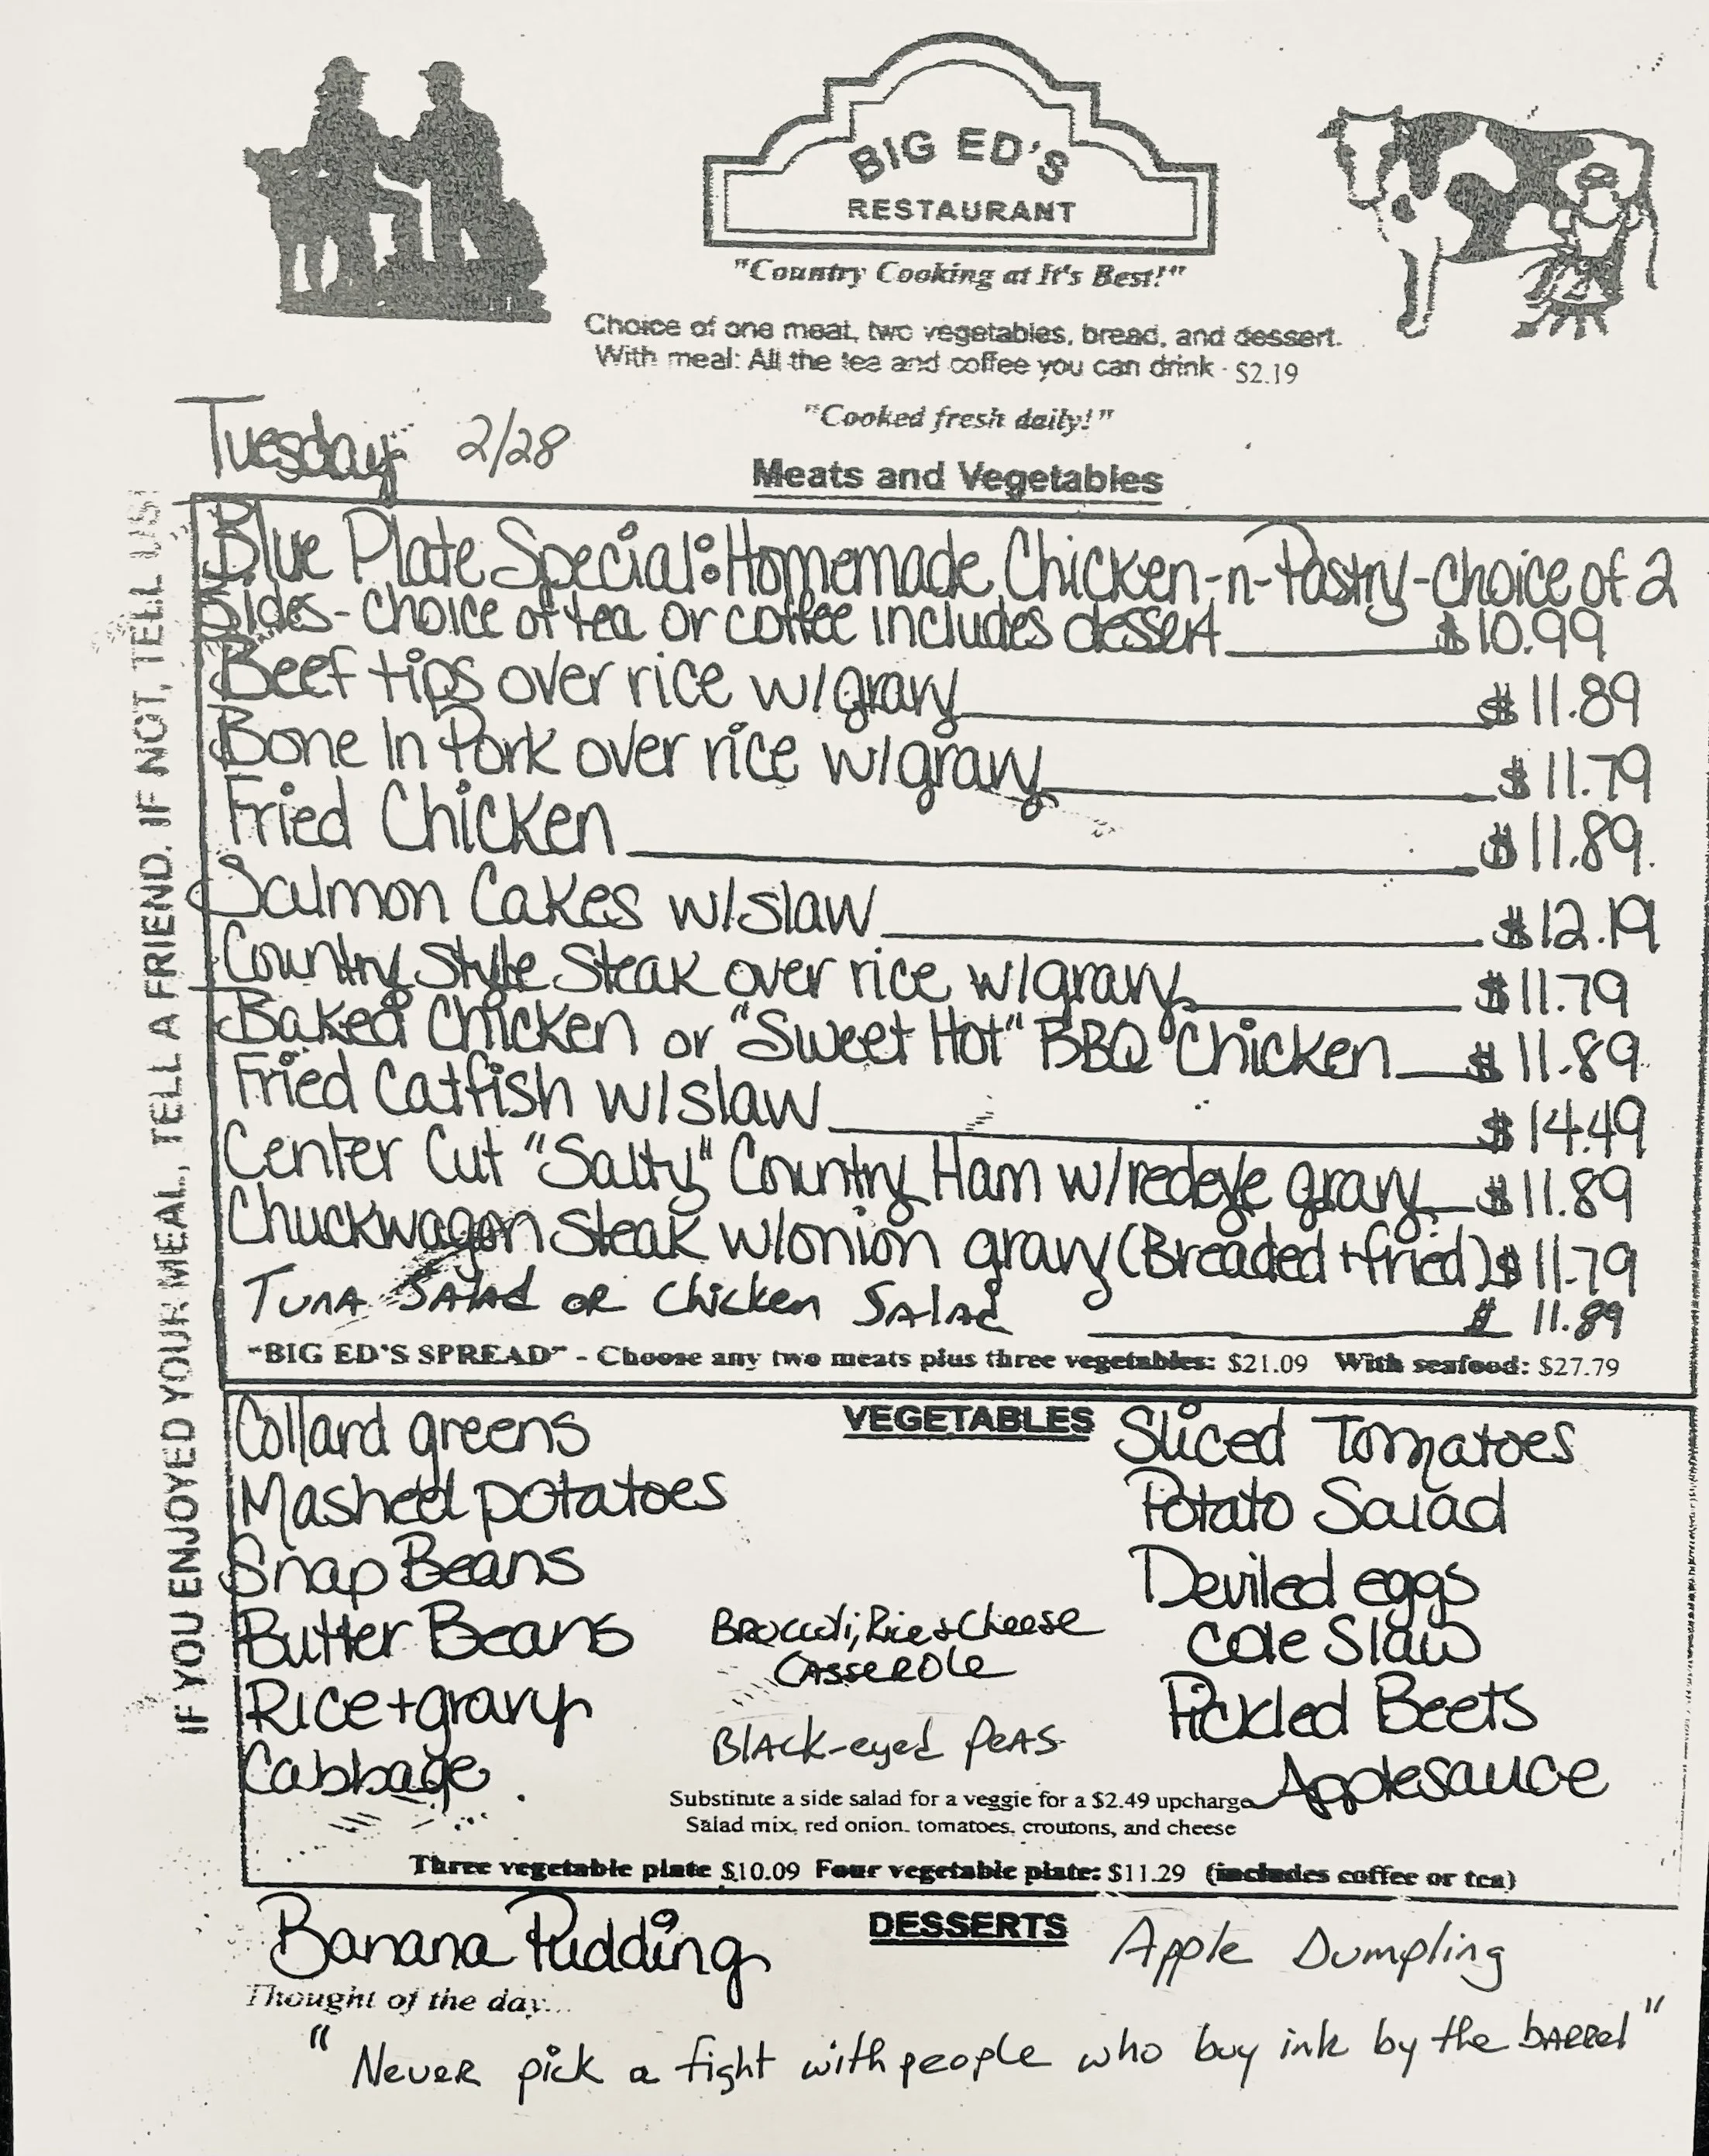 BIG ED'S
RESTAURANT
"Country Cooking at It's Best!"
Choice of one meat, two vegetables, bread, and dessert.
With meal: All the tea and coffee you can drink - $2.19
"Cooked fresh daily!"
Tuesday 2/28
Meats and Vegetables
Blue Plate Special: Homemade Chicken-n-Pastry-choice of 2
Sides-choice of tea or coffee includes dessert $10.99
Beef tips over rice w/gravy $11.89
Bone In Pork over rice w/gravy $11.79
Fried Chicken $11.89
Salmon Cakes w/slaw $12.19
Country Style Steak over rice w/gravy $11.79
Baked Chicken or "Sweet Hot" BBQ Chicken $11.89
Fried Catfish w/slaw $14.49
Center Cut "Salty" Country Ham w/redeye gravy $11.89
Chuckwagon Steak w/onion gravy (Breaded + fried) $11.79
Tuna Salad or Chicken Salad $11.89
"BIG ED'S SPREAD" - Choose any two meats plus three vegetables: $21.09 With seafood: $27.79
IF YOU ENJOYED YOUR MEAL, TELL A FRIEND. IF NOT, TELL US!
VEGETABLES
Collard greens
Mashed potatoes
Snap Beans
Butter Beans
Rice + gravy
Cabbage
Broccoli, Rice & Cheese
Casserole
Black-eyed Peas
Sliced Tomatoes
Potato Salad
Deviled eggs
Cole Slaw
Pickled Beets
Applesauce
Substitute a side salad for a veggie for a $2.49 upcharge
Salad mix, red onion, tomatoes, croutons, and cheese
Three vegetable plate $10.09 Four vegetable plate: $11.29 (includes coffee or tea)
DESSERTS
Banana Pudding
Apple Dumpling
Thought of the day...
"Never pick a fight with people who buy ink by the barrel"